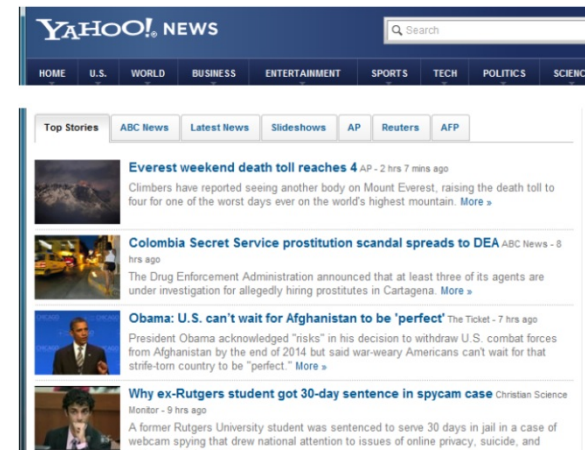 YAHOO! NEWS
Search
HOME U.S. WORLD BUSINESS ENTERTAINMENT SPORTS TECH POLITICS SCIENC
Top Stories ABC News Latest News Slideshows AP Reuters AFP
Everest weekend death toll reaches 4 AP - 2 hrs 7 mins ago
Climbers have reported seeing another body on Mount Everest, raising the death toll to
four for one of the worst days ever on the world's highest mountain. More »
Colombia Secret Service prostitution scandal spreads to DEA ABC News - 8
hrs ago
The Drug Enforcement Administration announced that at least three of its agents are
under investigation for allegedly hiring prostitutes in Cartagena. More »
Obama: U.S. can't wait for Afghanistan to be 'perfect' The Ticket - 7 hrs ago
President Obama acknowledged "risks" in his decision to withdraw U.S. combat forces
from Afghanistan by the end of 2014 but said war-weary Americans can't wait for that
strife-torn country to be "perfect." More »
Why ex-Rutgers student got 30-day sentence in spycam case Christian Science
Monitor - 9 hrs ago
A former Rutgers University student was sentenced to serve 30 days in jail in a case of
webcam spying that drew national attention to issues of online privacy, suicide, and